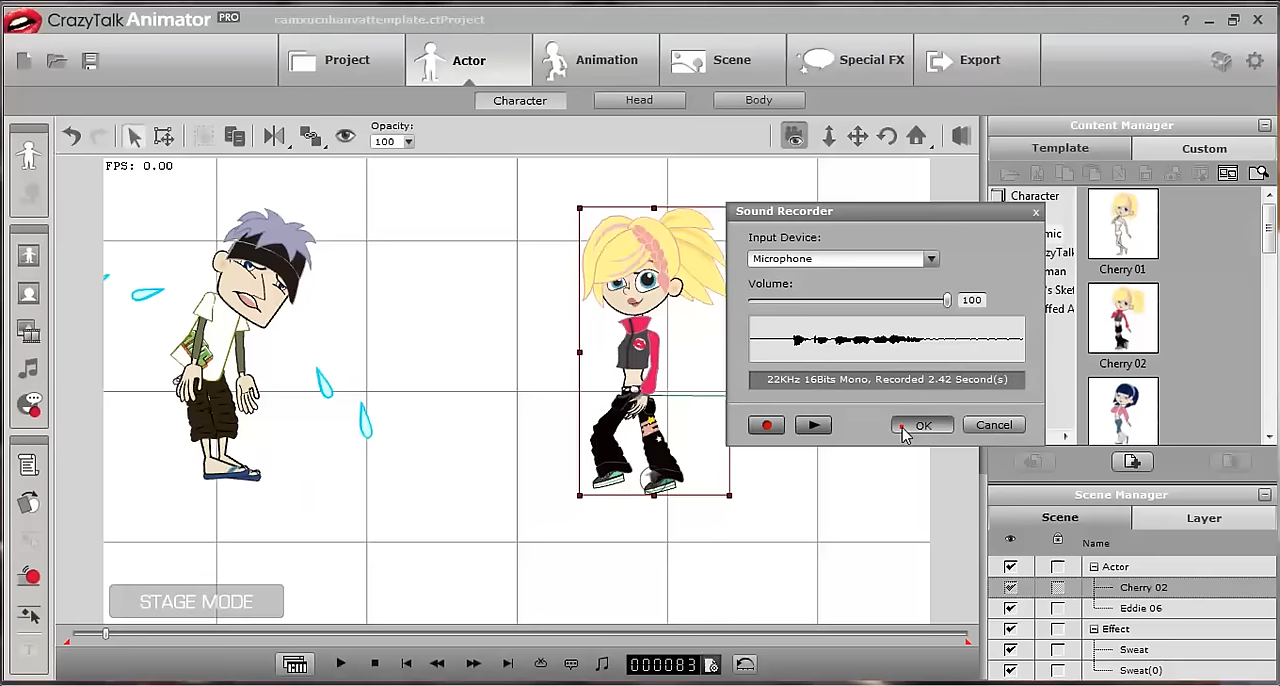 CrazyTalk Animator PRO
camxucnhanvattemplate.ctProject
Project
Actor
Animation
Scene
Special FX
Export
Character
Head
Body
Opacity:
100
FPS: 0.00
Content Manager
Template
Custom
Character
Cherry 01
Cherry 02
Sound Recorder
Input Device:
Microphone
Volume:
100
22KHz 16Bits Mono, Recorded 2.42 Second(s)
OK
Cancel
Scene Manager
Scene
Layer
Name
Actor
Cherry 02
Eddie 06
Effect
Sweat
Sweat(0)
STAGE MODE
000083